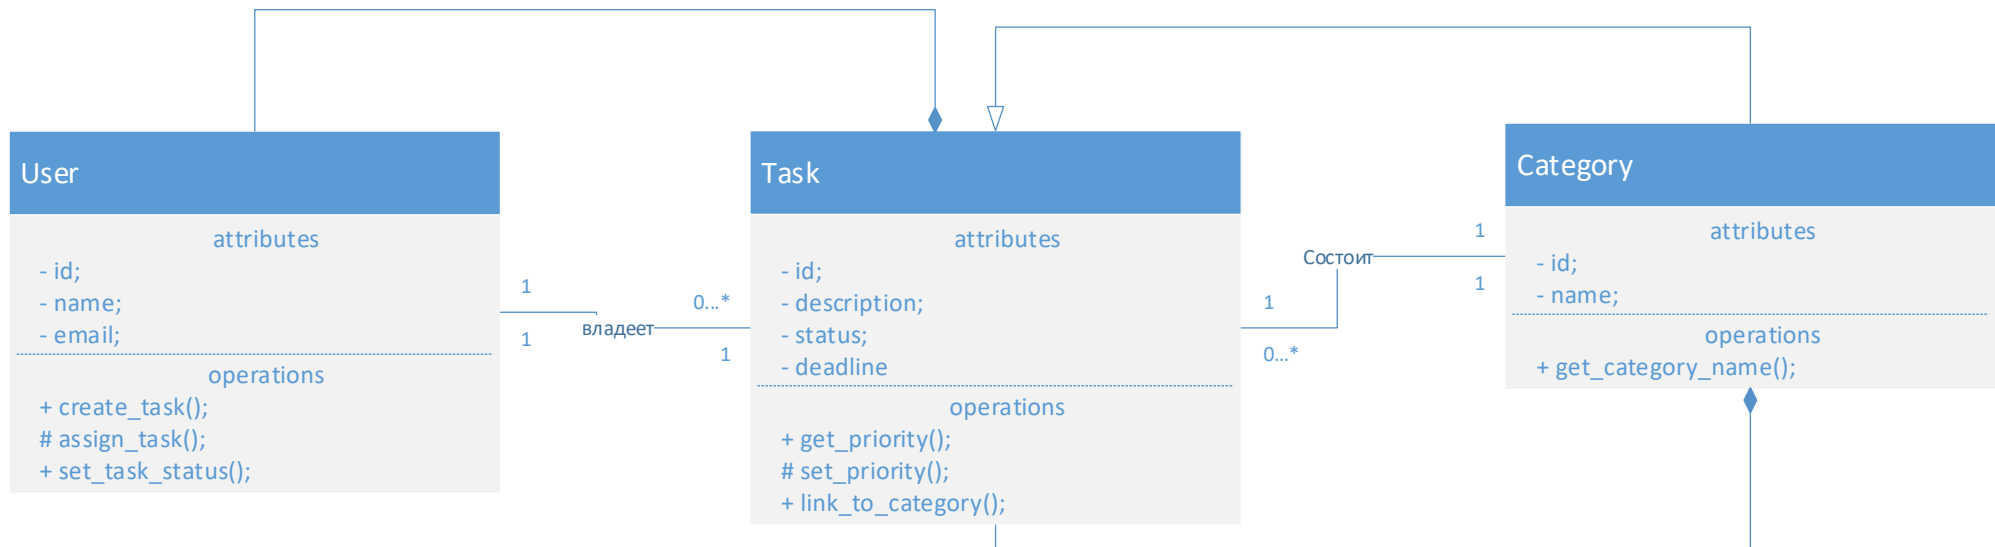 User
attributes
- id;
- name;
- email;
operations
+ create_task();
# assign_task();
+ set_task_status();
1
1
владеет
0...*
1
Task
attributes
- id;
- description;
- status;
- deadline
operations
+ get_priority();
# set_priority();
+ link_to_category();
1
0...*
Состоит
1
1
Category
attributes
- id;
- name;
operations
+ get_category_name();